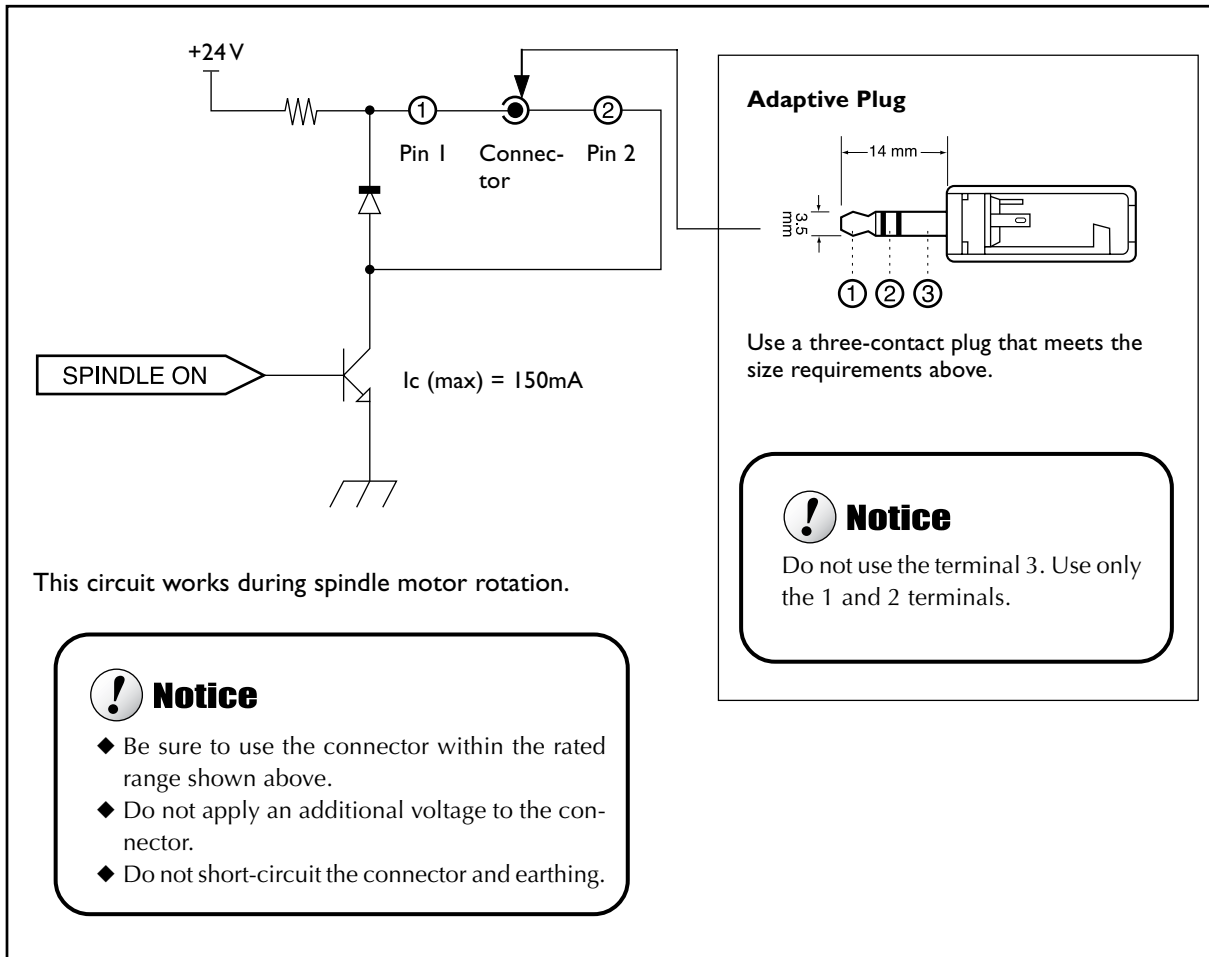 +24 V
① ②
Pin 1 Connec-
tor Pin 2
SPINDLE ON
Ic (max) = 150mA
This circuit works during spindle motor rotation.
Notice
◆ Be sure to use the connector within the rated
range shown above.
◆ Do not apply an additional voltage to the con-
nector.
◆ Do not short-circuit the connector and earthing.
Adaptive Plug
14 mm
3.5
mm
① ② ③
Use a three-contact plug that meets the
size requirements above.
Notice
Do not use the terminal 3. Use only
the 1 and 2 terminals.